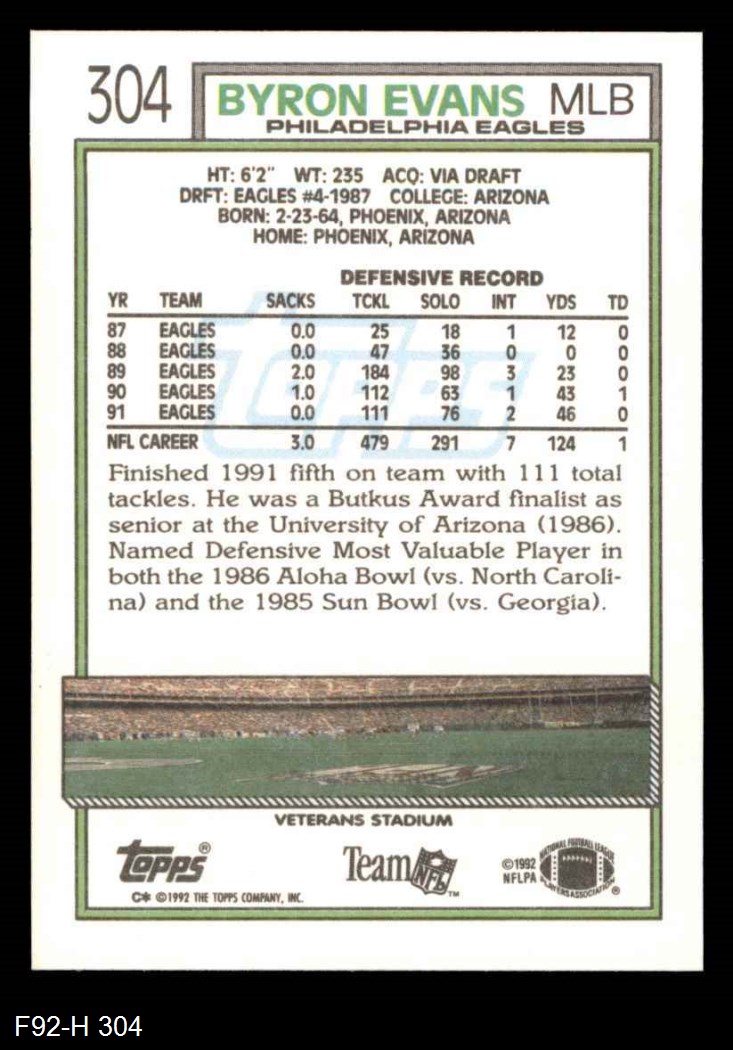 304 BYRON EVANS MLB
PHILADELPHIA EAGLES
HT: 6'2" WT: 235 ACQ: VIA DRAFT
DRFT: EAGLES #4-1987 COLLEGE: ARIZONA
BORN: 2-23-64, PHOENIX, ARIZONA
HOME: PHOENIX, ARIZONA
DEFENSIVE RECORD
YR TEAM SACKS TCKL SOLO INT YDS TD
87 EAGLES 0.0 25 18 1 12 0
88 EAGLES 0.0 47 36 0 0 0
89 EAGLES 2.0 184 98 3 23 0
90 EAGLES 1.0 112 63 1 43 1
91 EAGLES 0.0 111 76 2 46 0
NFL CAREER 3.0 479 291 7 124 1
topps
Finished 1991 fifth on team with 111 total
tackles. He was a Butkus Award finalist as
senior at the University of Arizona (1986).
Named Defensive Most Valuable Player in
both the 1986 Aloha Bowl (vs. North Caroli-
na) and the 1985 Sun Bowl (vs. Georgia).
VETERANS STADIUM
topps®
C* ©1992 THE TOPPS COMPANY, INC.
Team NFL™
©1992
NFLPA
NATIONAL FOOTBALL LEAGUE
PLAYERS ASSOCIATION ®
F92-H 304